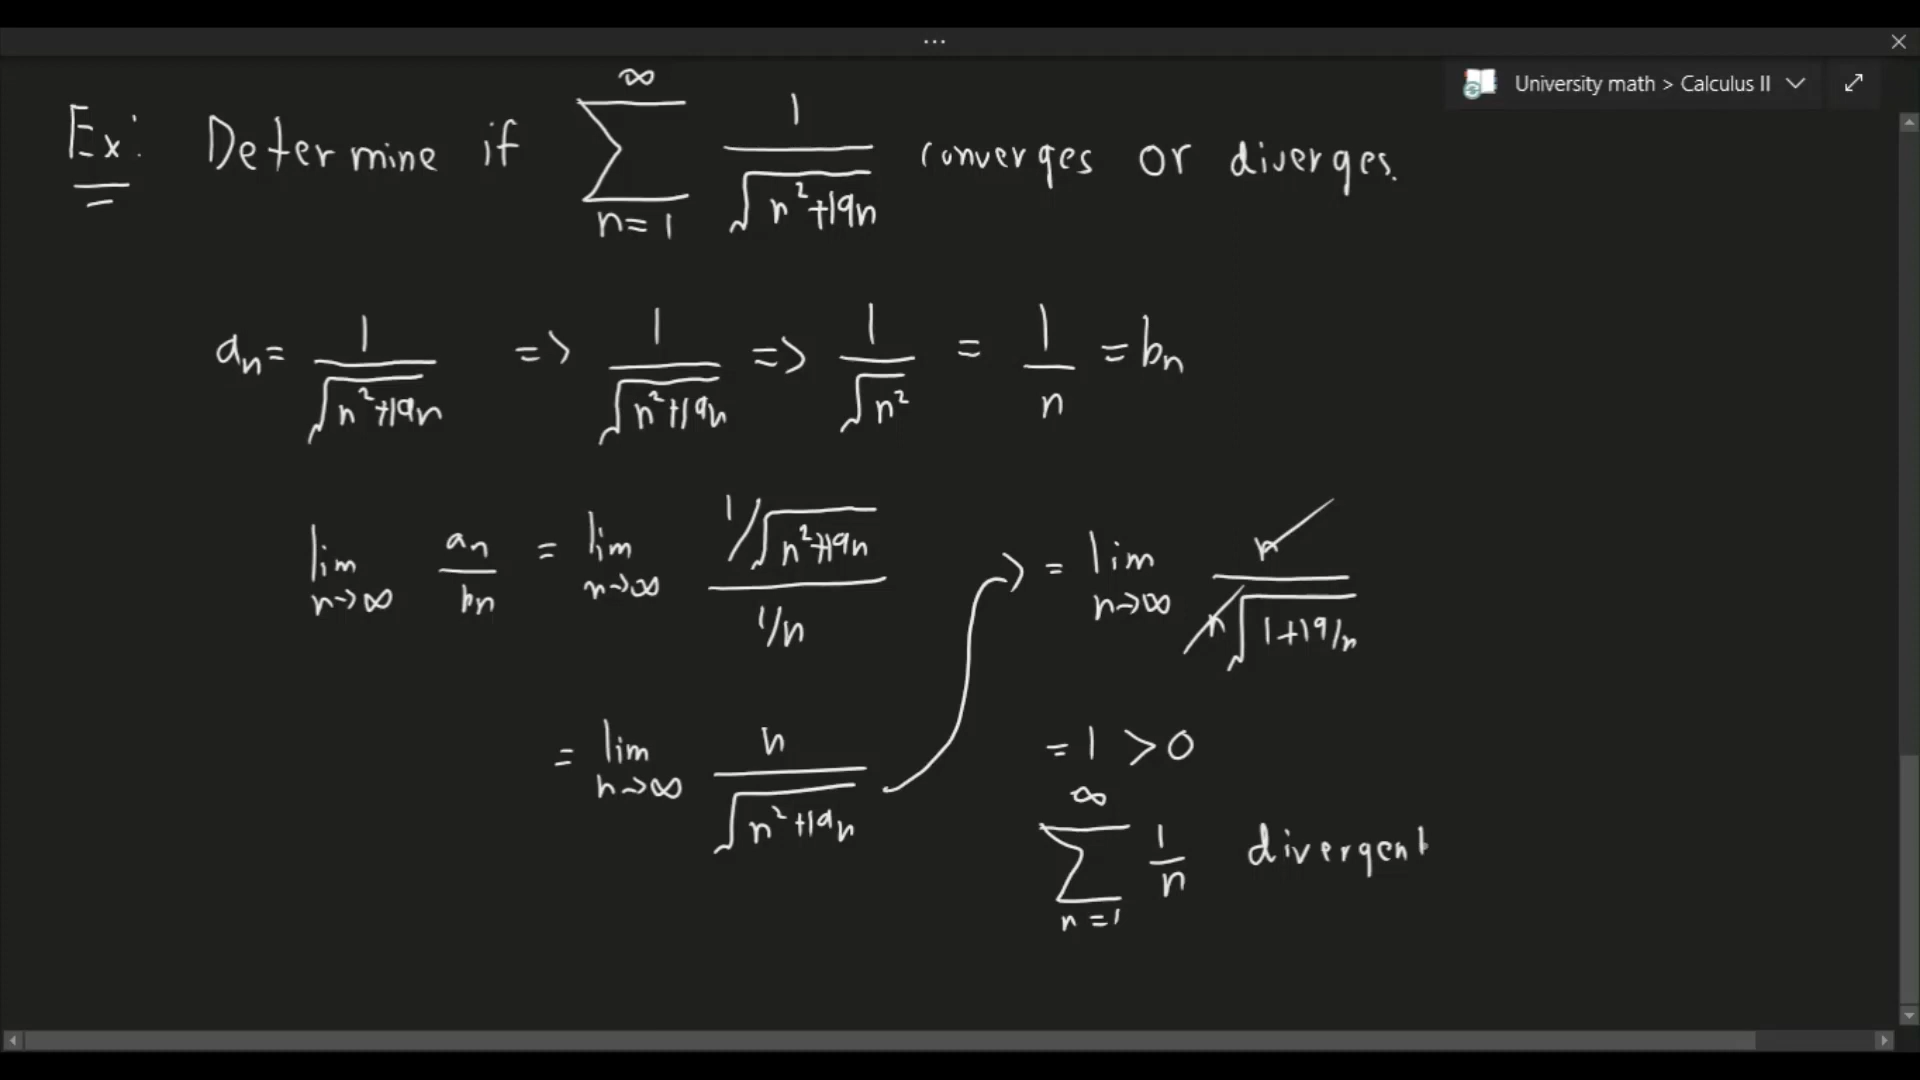 ...
University math > Calculus II
Ex: Determine if ∑_{n=1}^{∞} 1/√(n²+19n) converges or diverges.
aₙ = 1/√(n²+19n) => 1/√(n²+19n) => 1/√n² = 1/n = bₙ
lim_{n→∞} aₙ/bₙ = lim_{n→∞} (1/√(n²+19n))/(1/n)
= lim_{n→∞} n/√(n²+19n)
= lim_{n→∞} n/(n√(1+19/n))
= 1 > 0
∑_{n=1}^{∞} 1/n divergent